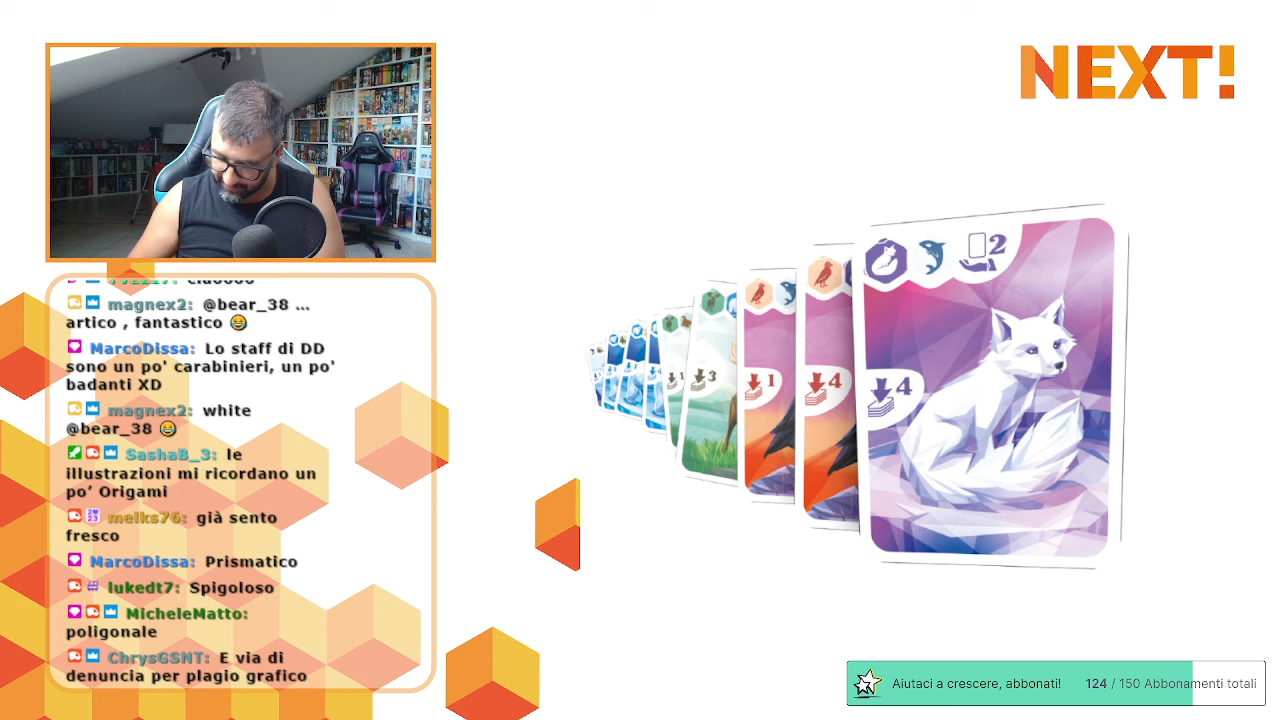 NEXT!
magnex2: @bear_38 ...
artico , fantastico 😂
MarcoDissa: Lo staff di DD
sono un po' carabinieri, un po'
badanti XD
magnex2: white
@bear_38 😂
SashaB_3: le
illustrazioni mi ricordano un
po’ Origami
melks76: già sento
fresco
MarcoDissa: Prismatico
lukedt7: Spigoloso
MicheleMatto:
poligonale
ChrysGSNT: E via di
denuncia per plagio grafico
1
3
1
4
2
4
Aiutaci a crescere, abbonati! 124 / 150 Abbonamenti totali